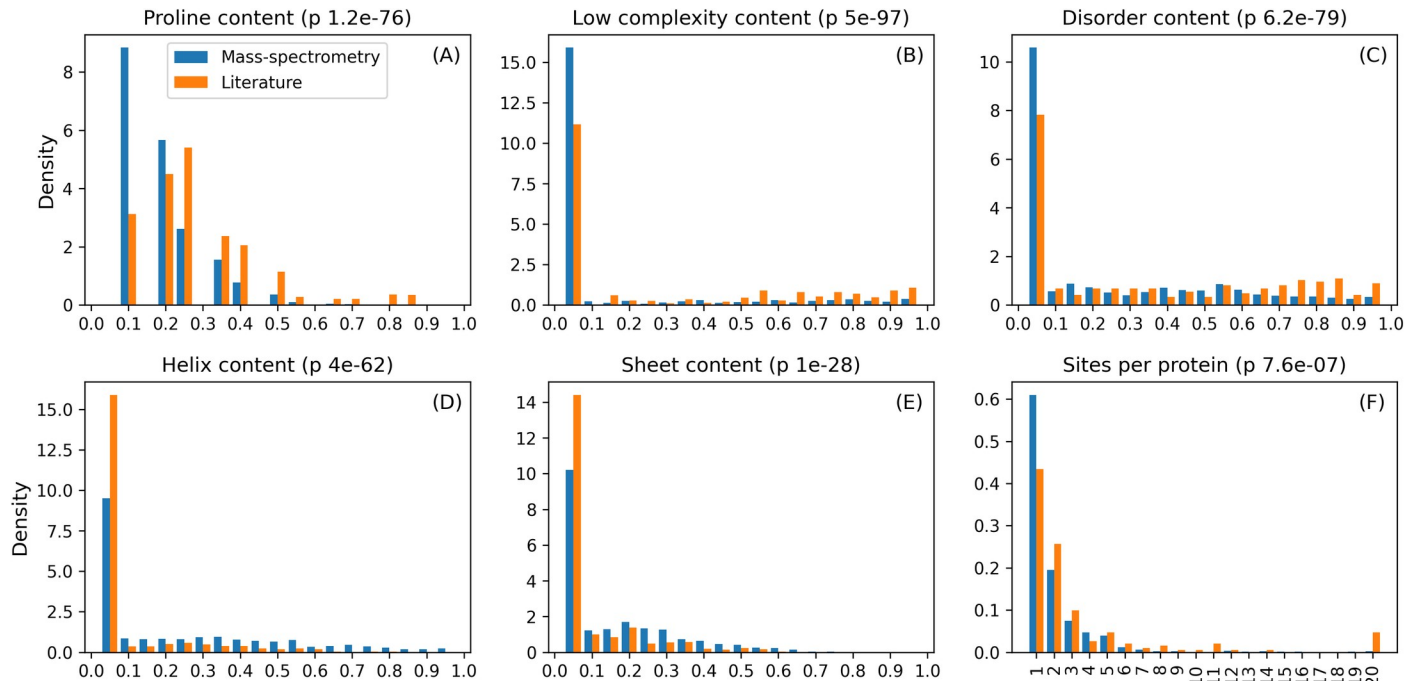 Proline content (p 1.2e-76)
Low complexity content (p 5e-97)
Disorder content (p 6.2e-79)
Mass-spectrometry
Literature
(A)
(B)
(C)
Density
8
6
4
2
0
15.0
12.5
10.0
7.5
5.0
2.5
0.0
10
8
6
4
2
0
0.0 0.1 0.2 0.3 0.4 0.5 0.6 0.7 0.8 0.9 1.0
0.0 0.1 0.2 0.3 0.4 0.5 0.6 0.7 0.8 0.9 1.0
0.0 0.1 0.2 0.3 0.4 0.5 0.6 0.7 0.8 0.9 1.0
Helix content (p 4e-62)
Sheet content (p 1e-28)
Sites per protein (p 7.6e-07)
(D)
(E)
(F)
Density
15.0
12.5
10.0
7.5
5.0
2.5
0.0
14
12
10
8
6
4
2
0
0.6
0.5
0.4
0.3
0.2
0.1
0.0
0.0 0.1 0.2 0.3 0.4 0.5 0.6 0.7 0.8 0.9 1.0
0.0 0.1 0.2 0.3 0.4 0.5 0.6 0.7 0.8 0.9 1.0
1 2 3 4 5 6 7 8 9 10 11 12 13 14 15 16 17 18 19 20